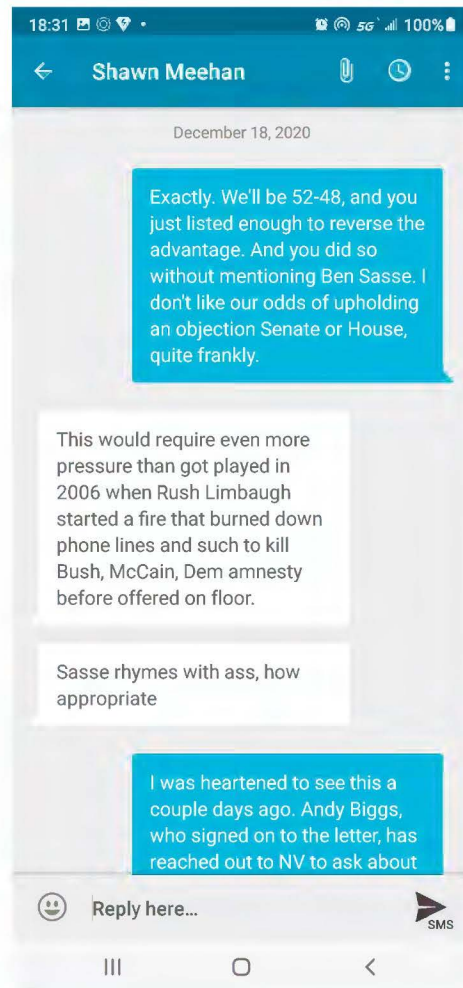 18:31
5G 100%
Shawn Meehan
December 18, 2020
Exactly. We'll be 52-48, and you
just listed enough to reverse the
advantage. And you did so
without mentioning Ben Sasse. I
don't like our odds of upholding
an objection Senate or House,
quite frankly.
This would require even more
pressure than got played in
2006 when Rush Limbaugh
started a fire that burned down
phone lines and such to kill
Bush, McCain, Dem amnesty
before offered on floor.
Sasse rhymes with ass, how
appropriate
I was heartened to see this a
couple days ago. Andy Biggs,
who signed on to the letter, has
reached out to NV to ask about
Reply here...
SMS